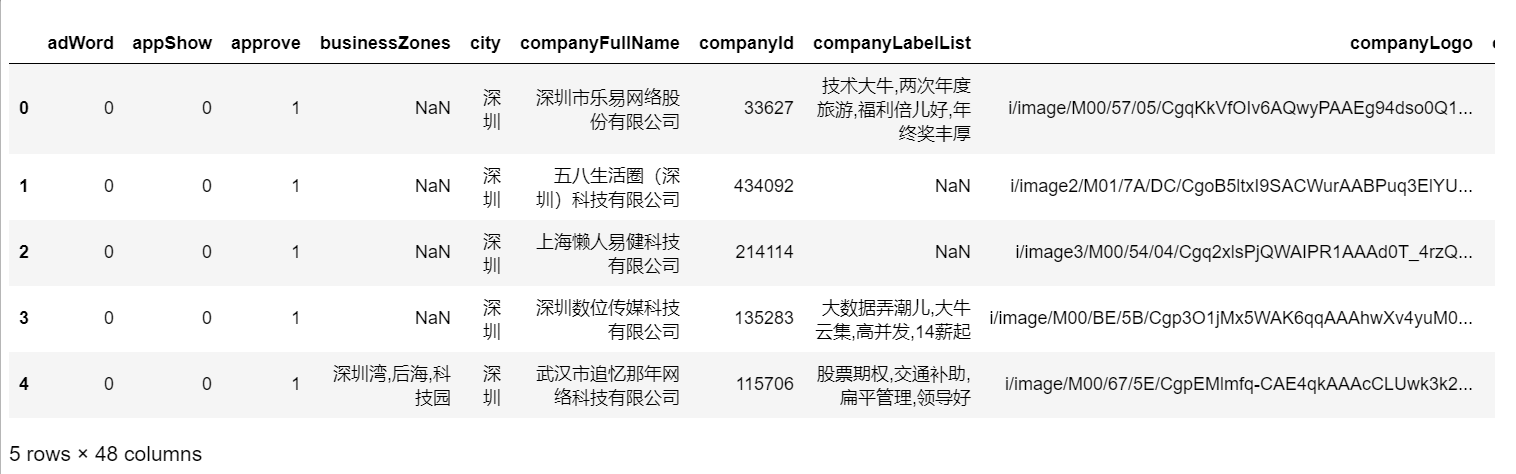 adWord appShow approve businessZones city companyFullName companyId companyLabelList companyLogo
0 0 0 1 NaN 深圳 深圳市乐易网络股份有限公司 33627 技术大牛,两次年度旅游,福利倍儿好,年终奖丰厚 i/image/M00/57/05/CgqKkVfOIv6AQwyPAAEg94dso0Q1...
1 0 0 1 NaN 深圳 五八生活圈（深圳）科技有限公司 434092 NaN i/image2/M01/7A/DC/CgoB5ltxI9SACWurAABPuq3ElYU...
2 0 0 1 NaN 深圳 上海懒人易健科技有限公司 214114 NaN i/image3/M00/54/04/Cgq2xlsPjQWAIPR1AAAd0T_4rzQ...
3 0 0 1 NaN 深圳 深圳数位传媒科技有限公司 135283 大数据弄潮儿,大牛云集,高并发,14薪起 i/image/M00/BE/5B/Cgp3O1jMx5WAK6qqAAAhwXv4yuM0...
4 0 0 1 深圳湾,后海,科技园 深圳 武汉市追忆那年网络科技有限公司 115706 股票期权,交通补助,扁平管理,领导好 i/image/M00/67/5E/CgpEMlmfq-CAE4qkAAAcCLUwk3k2...
5 rows × 48 columns